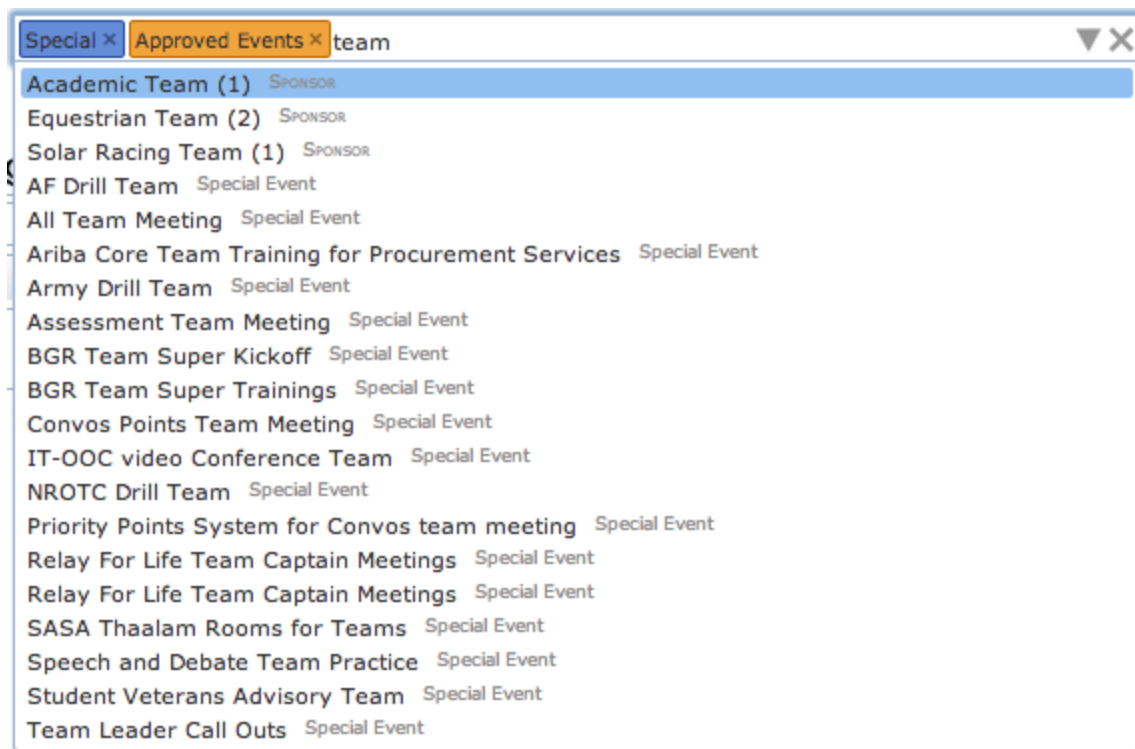 Special × Approved Events × team
Academic Team (1) Sponsor
Equestrian Team (2) Sponsor
Solar Racing Team (1) Sponsor
AF Drill Team Special Event
All Team Meeting Special Event
Ariba Core Team Training for Procurement Services Special Event
Army Drill Team Special Event
Assessment Team Meeting Special Event
BGR Team Super Kickoff Special Event
BGR Team Super Trainings Special Event
Convos Points Team Meeting Special Event
IT-OOC video Conference Team Special Event
NROTC Drill Team Special Event
Priority Points System for Convos team meeting Special Event
Relay For Life Team Captain Meetings Special Event
Relay For Life Team Captain Meetings Special Event
SASA Thaalam Rooms for Teams Special Event
Speech and Debate Team Practice Special Event
Student Veterans Advisory Team Special Event
Team Leader Call Outs Special Event